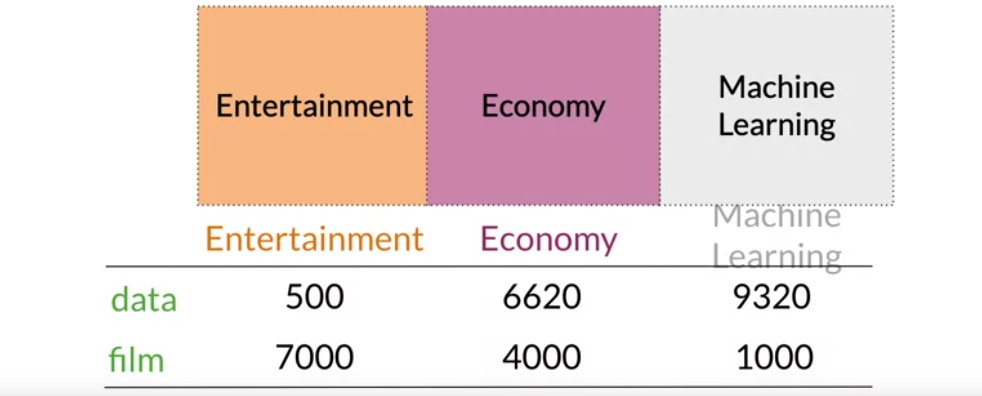 Entertainment Economy Machine
Learning
Entertainment Economy Machine
Learning
data 500 6620 9320
film 7000 4000 1000